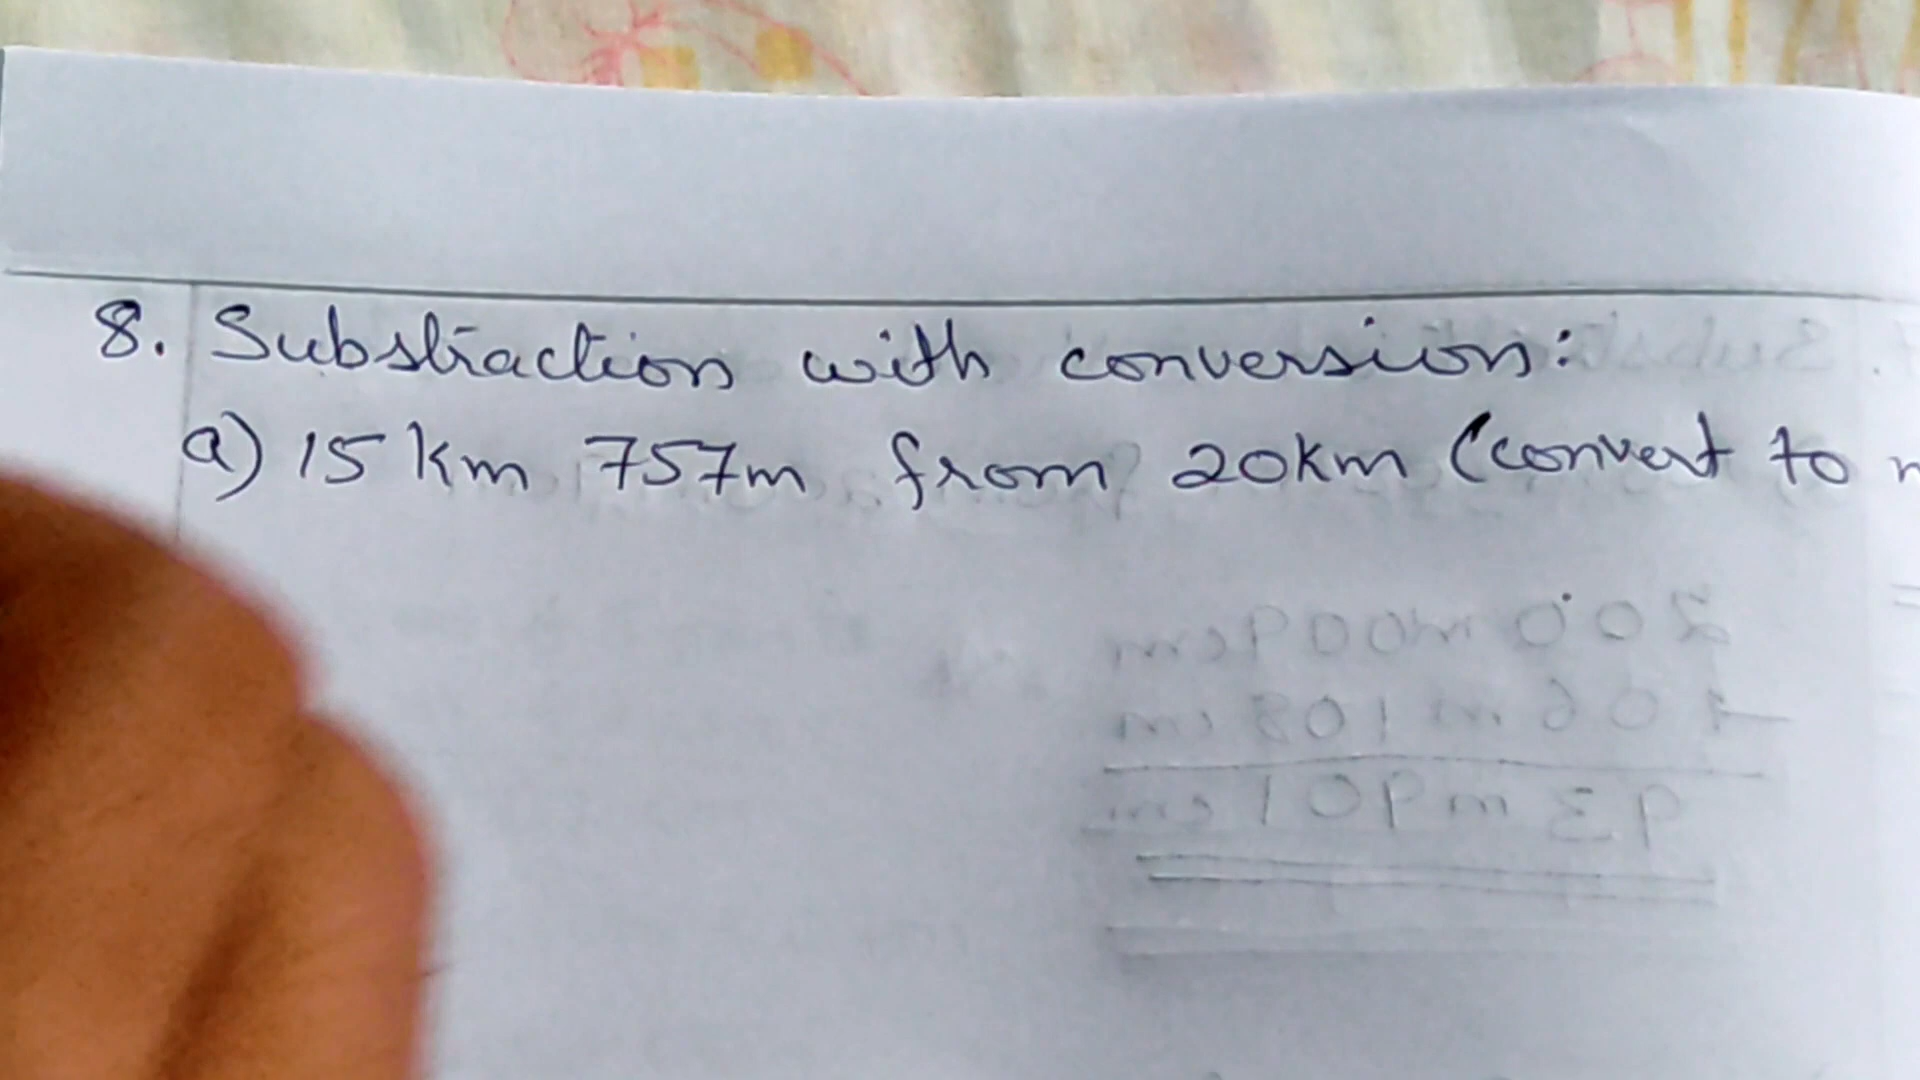 8. Substraction with conversion:
a) 15 km 757m from 20km (convert to